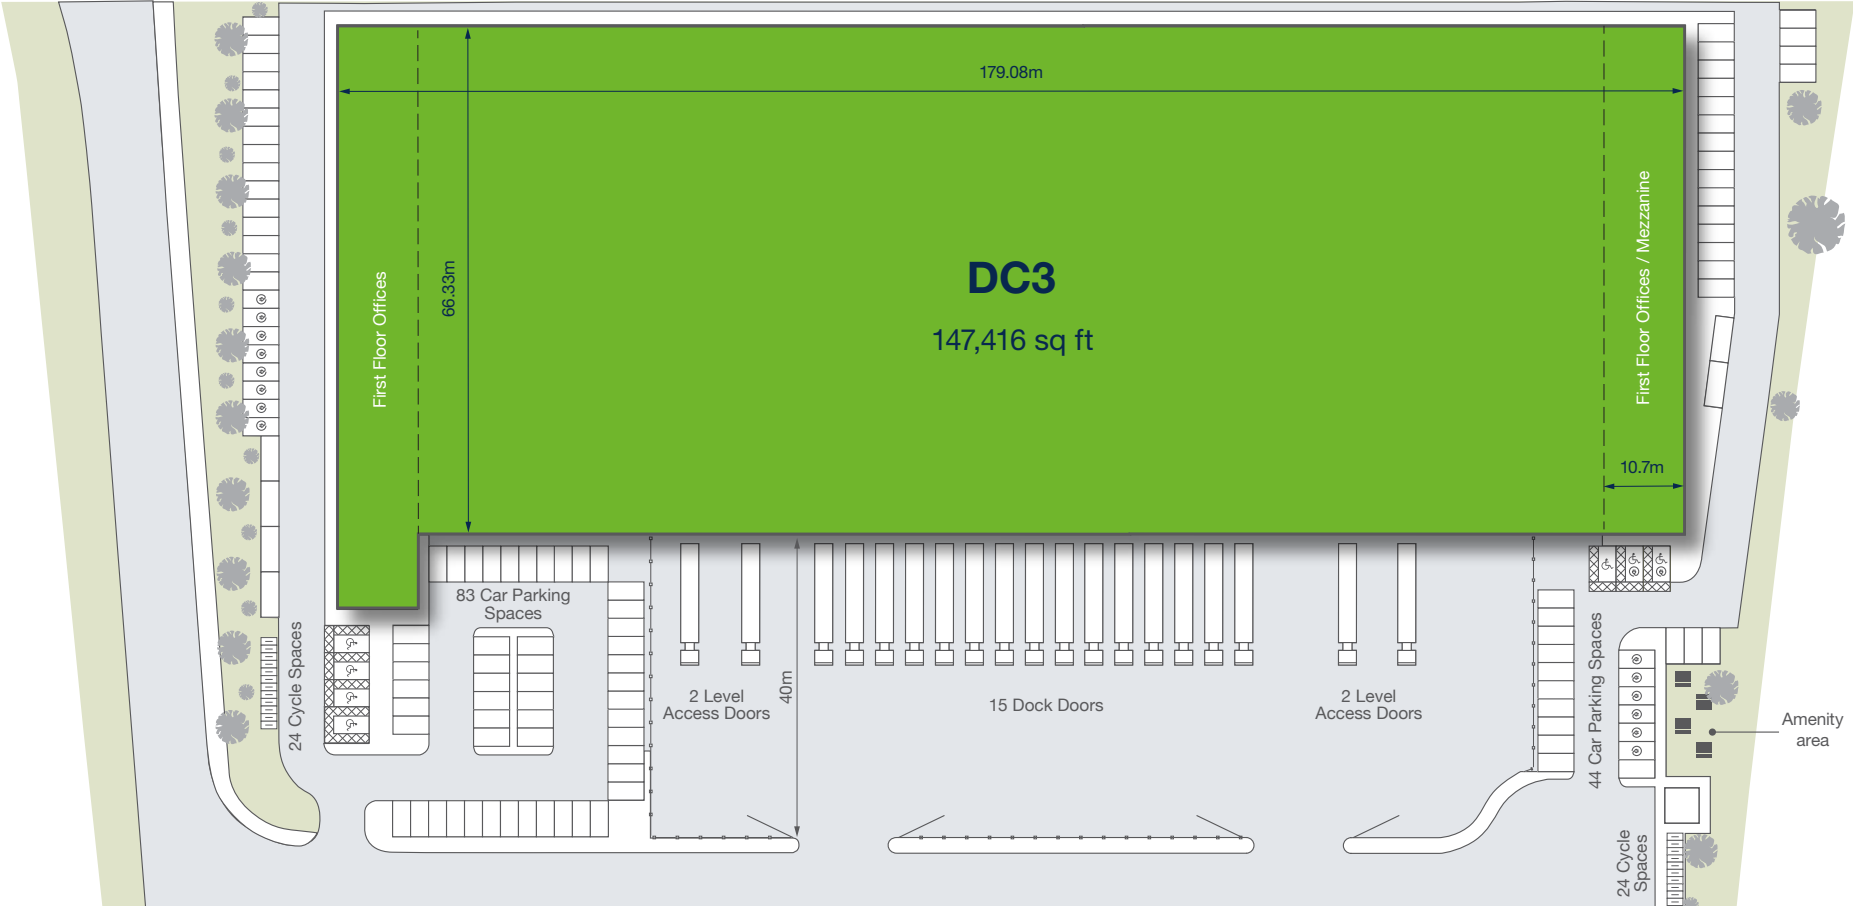 179.08m
66.33m
First Floor Offices
DC3
147,416 sq ft
First Floor Offices / Mezzanine
10.7m
83 Car Parking
Spaces
24 Cycle Spaces
2 Level
Access Doors
40m
15 Dock Doors
2 Level
Access Doors
44 Car Parking Spaces
Amenity
area
24 Cycle
Spaces